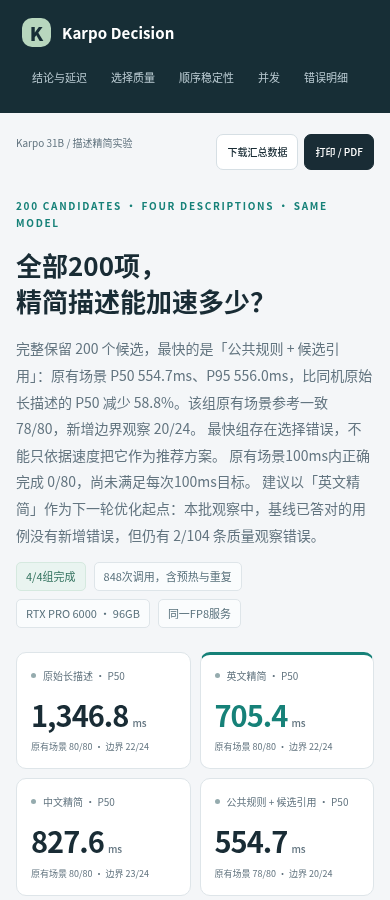 K Karpo Decision
结论与延迟 选择质量 顺序稳定性 并发 错误明细
Karpo 31B / 描述精简实验
下载汇总数据 打印 / PDF
200 CANDIDATES · FOUR DESCRIPTIONS · SAME
MODEL
全部200项，
精简描述能加速多少？
完整保留 200 个候选，最快的是「公共规则 + 候选引
用」：原有场景 P50 554.7ms、P95 556.0ms，比同机原始
长描述的 P50 减少 58.8%。该组原有场景参考一致
78/80，新增边界观察 20/24。 最快组存在选择错误，不
能只依据速度把它作为推荐方案。 原有场景100ms内正确
完成 0/80，尚未满足每次100ms目标。 建议以「英文精
简」作为下一轮优化起点：本批观察中，基线已答对的用
例没有新增错误，但仍有 2/104 条质量观察错误。
4/4组完成 848次调用，含预热与重复
RTX PRO 6000 · 96GB 同一FP8服务
原始长描述 · P50
1,346.8 ms
原有场景 80/80 · 边界 22/24
英文精简 · P50
705.4 ms
原有场景 80/80 · 边界 22/24
中文精简 · P50
827.6 ms
原有场景 80/80 · 边界 23/24
公共规则 + 候选引用 · P50
554.7 ms
原有场景 78/80 · 边界 20/24